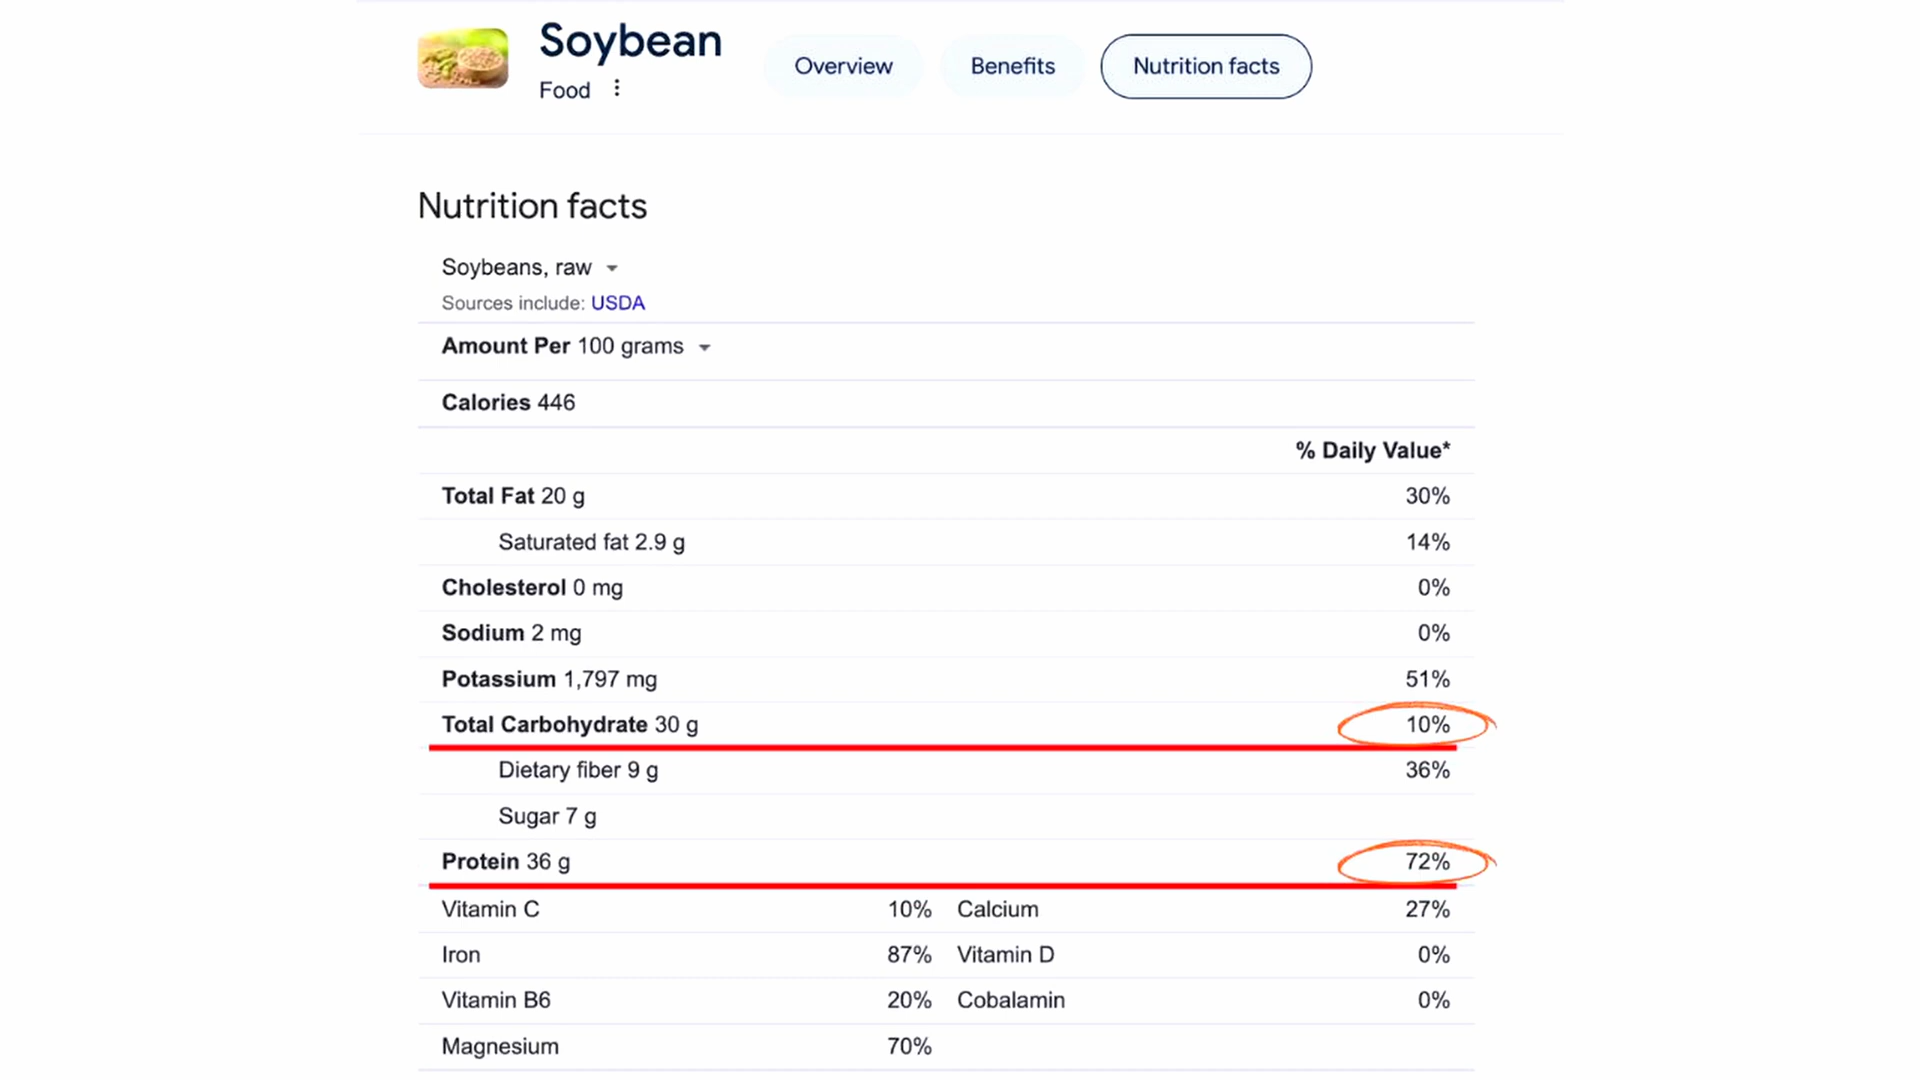 Soybean
Food
Overview
Benefits
Nutrition facts
Nutrition facts
Soybeans, raw
Sources include: USDA
Amount Per 100 grams
Calories 446
% Daily Value*
Total Fat 20 g 30%
Saturated fat 2.9 g 14%
Cholesterol 0 mg 0%
Sodium 2 mg 0%
Potassium 1,797 mg 51%
Total Carbohydrate 30 g 10%
Dietary fiber 9 g 36%
Sugar 7 g
Protein 36 g 72%
Vitamin C 10% Calcium 27%
Iron 87% Vitamin D 0%
Vitamin B6 20% Cobalamin 0%
Magnesium 70%